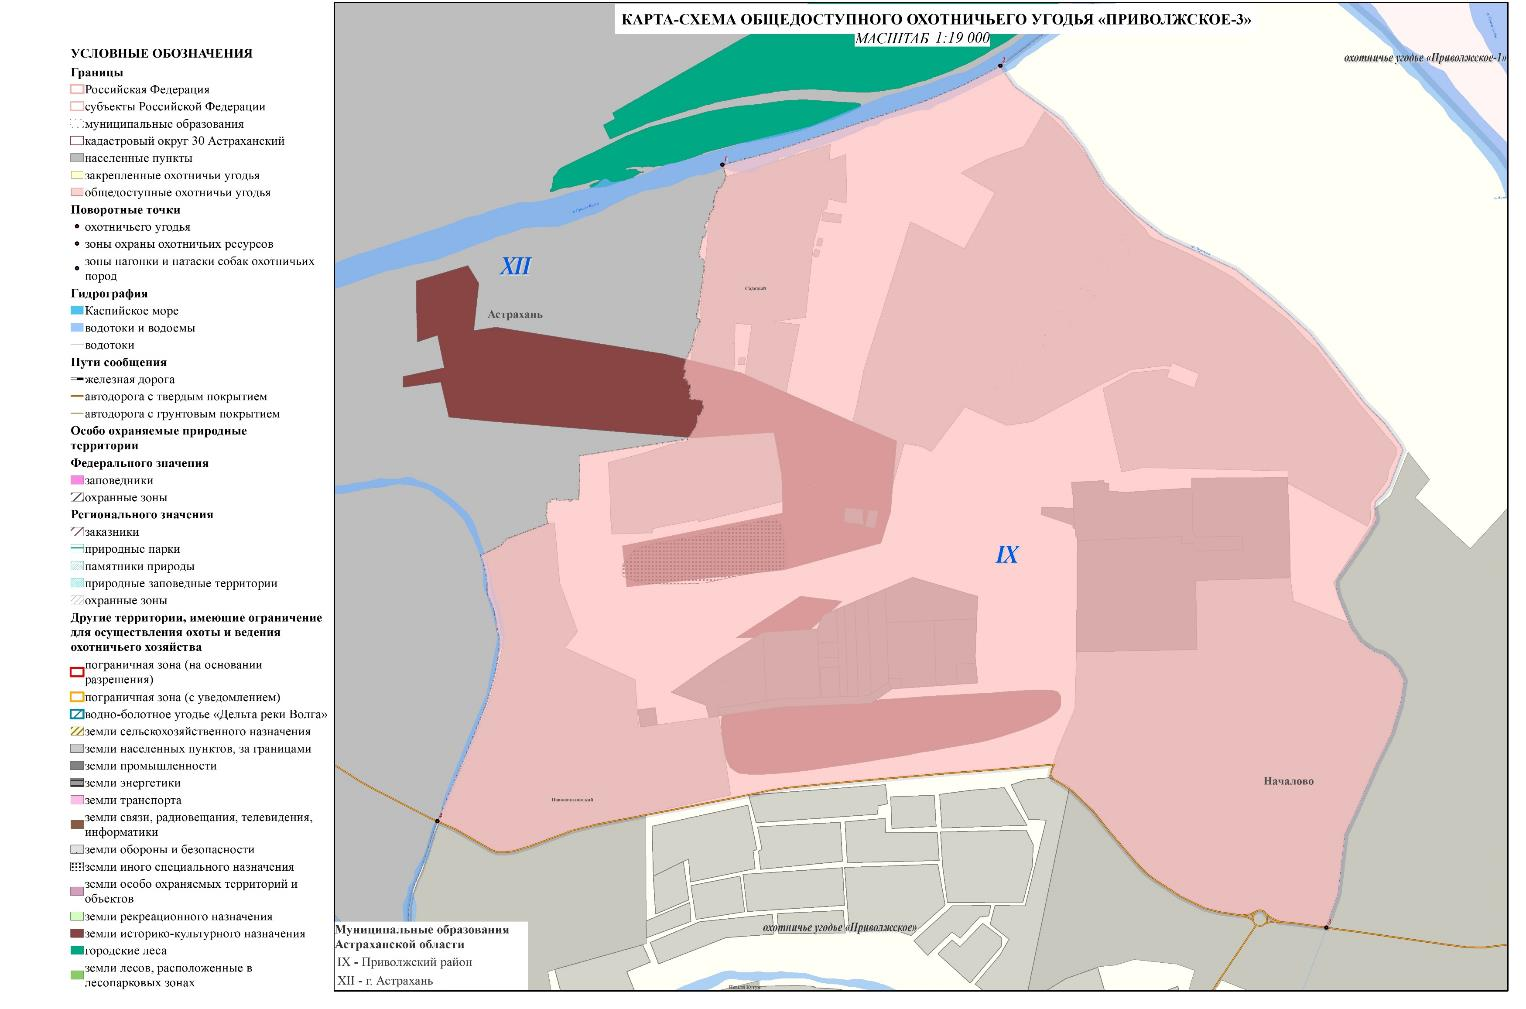 КАРТА-СХЕМА ОБЩЕДОСТУПНОГО ОХОТНИЧЬЕГО УГОДЬЯ «ПРИВОЛЖСКОЕ-3»
МАСШТАБ 1:19 000
УСЛОВНЫЕ ОБОЗНАЧЕНИЯ
Границы
Российская Федерация
субъекты Российской Федерации
муниципальные образования
кадастровый округ 30 Астраханский
населенные пункты
закрепленные охотничьи угодья
общедоступные охотничьи угодья
Поворотные точки
охотничьего угодья
зоны охраны охотничьих ресурсов
зоны нагонки и натаски собак охотничьих
пород
Гидрография
Каспийское море
водотоки и водоемы
водотоки
Пути сообщения
железная дорога
автодорога с твердым покрытием
автодорога с грунтовым покрытием
Особо охраняемые природные
территории
Федерального значения
заповедники
охранные зоны
Регионального значения
заказники
природные парки
памятники природы
природные заповедные территории
охранные зоны
Другие территории, имеющие ограничение
для осуществления охоты и ведения
охотничьего хозяйства
пограничная зона (на основании
разрешения)
пограничная зона (с уведомлением)
водно-болотное угодье «Дельта реки Волга»
земли сельскохозяйственного назначения
земли населенных пунктов, за границами
земли промышленности
земли энергетики
земли транспорта
земли связи, радиовещания, телевидения,
информатики
земли обороны и безопасности
земли иного специального назначения
земли особо охраняемых территорий и
объектов
земли рекреационного назначения
земли историко-культурного назначения
городские леса
земли лесов, расположенные в
лесопарковых зонах
охотничье угодье «Приволжское-1»
2
1
XII
Астрахань
Садовый
IX
Началово
4
3
охотничье угодье «Приволжское»
Муниципальные образования
Астраханской области
IX - Приволжский район
XII - г. Астрахань